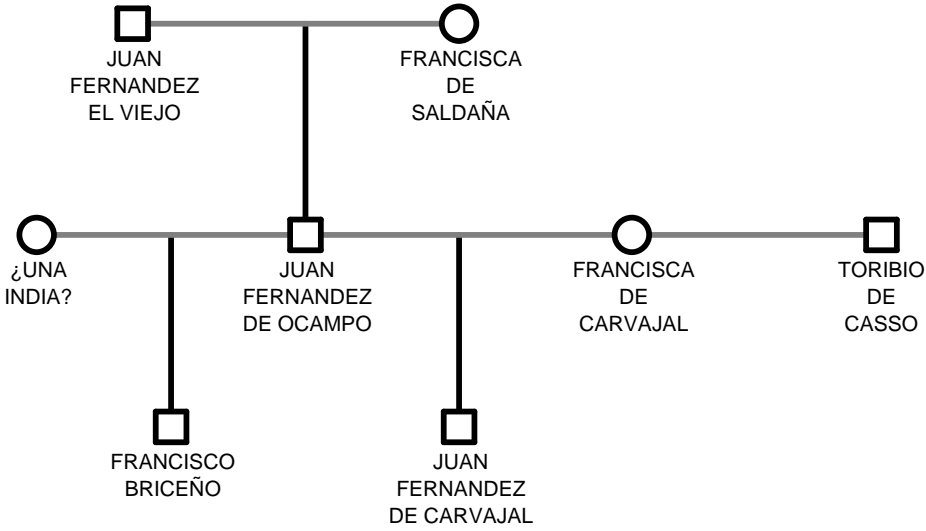 JUAN
FERNANDEZ
EL VIEJO
FRANCISCA
DE
SALDAÑA
¿UNA
INDIA?
JUAN
FERNANDEZ
DE OCAMPO
FRANCISCA
DE
CARVAJAL
TORIBIO
DE
CASSO
FRANCISCO
BRICEÑO
JUAN
FERNANDEZ
DE CARVAJAL